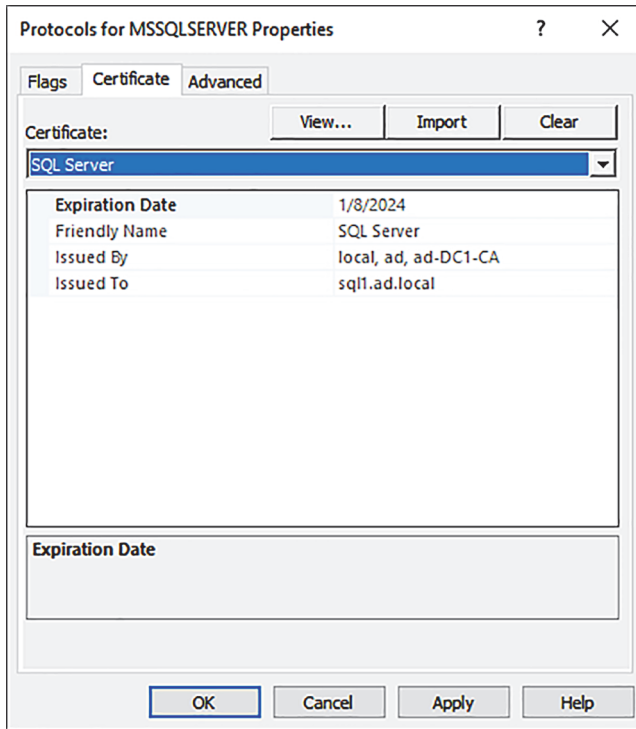 Protocols for MSSQLSERVER Properties ? ×
Flags Certificate Advanced
Certificate: View... Import Clear
SQL Server
Expiration Date 1/8/2024
Friendly Name SQL Server
Issued By local, ad, ad-DC1-CA
Issued To sql1.ad.local
Expiration Date
OK Cancel Apply Help